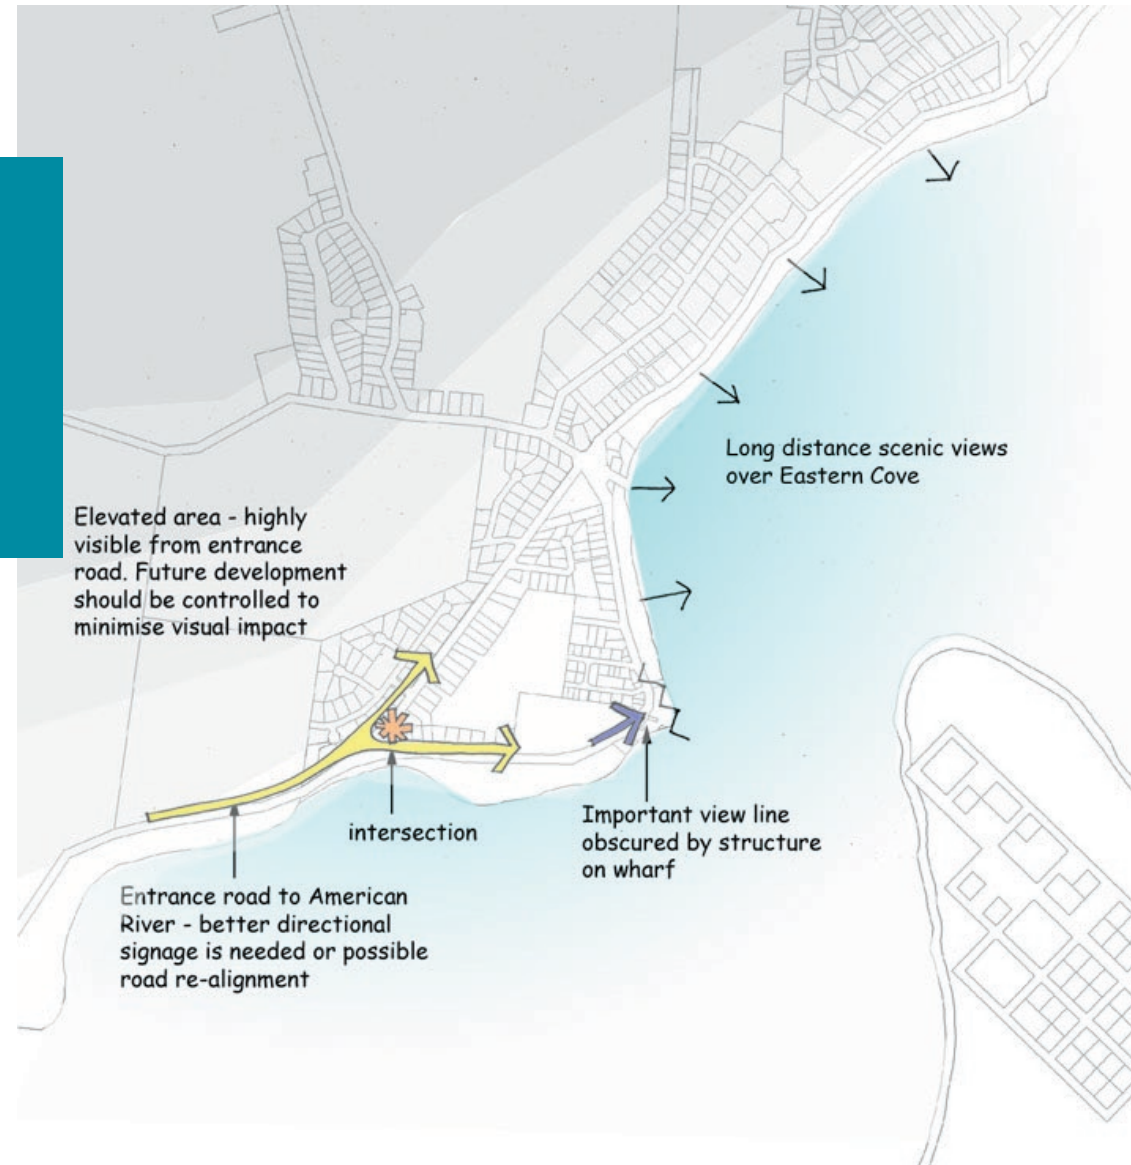 Long distance scenic views
over Eastern Cove
Elevated area - highly
visible from entrance
road. Future development
should be controlled to
minimise visual impact
intersection
Important view line
obscured by structure
on wharf
Entrance road to American
River - better directional
signage is needed or possible
road re-alignment